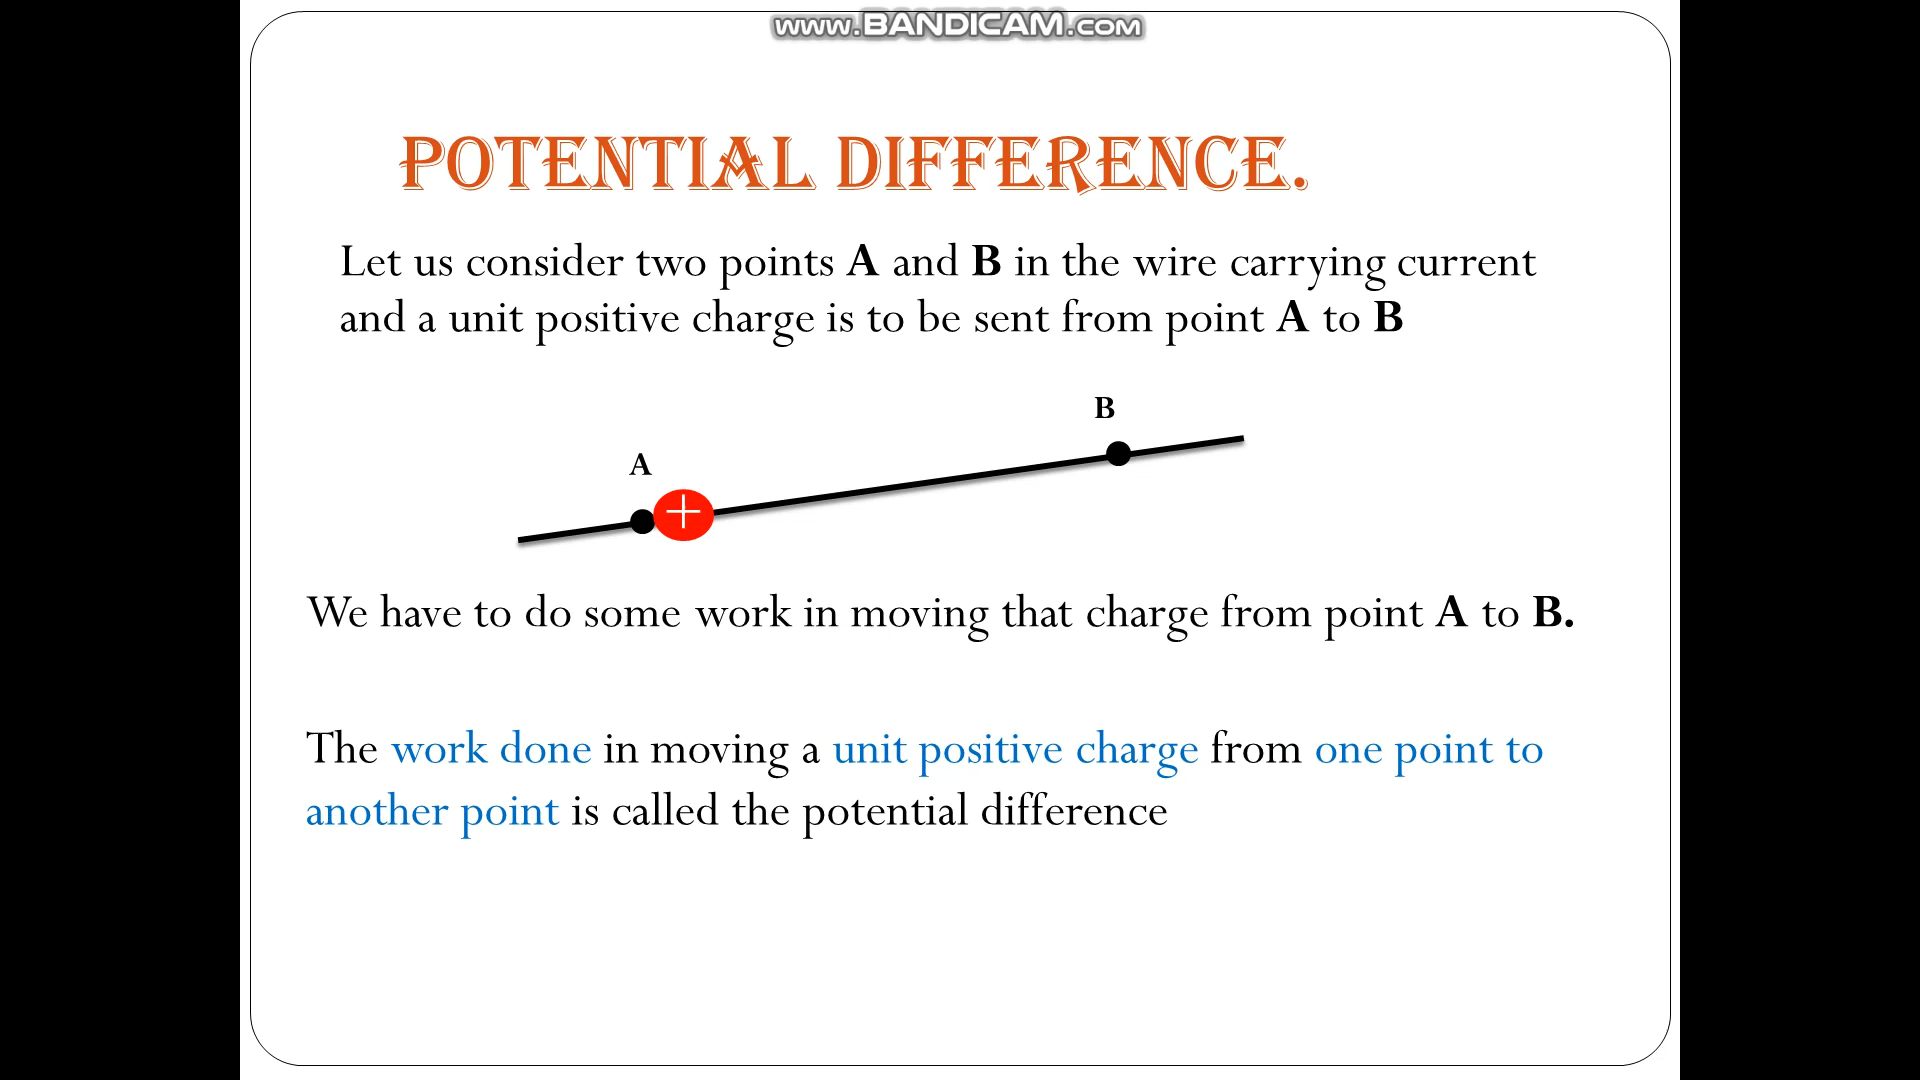 www.BANDICAM.com
POTENTIAL DIFFERENCE.
Let us consider two points A and B in the wire carrying current
and a unit positive charge is to be sent from point A to B
B
A
+
We have to do some work in moving that charge from point A to B.
The work done in moving a unit positive charge from one point to
another point is called the potential difference